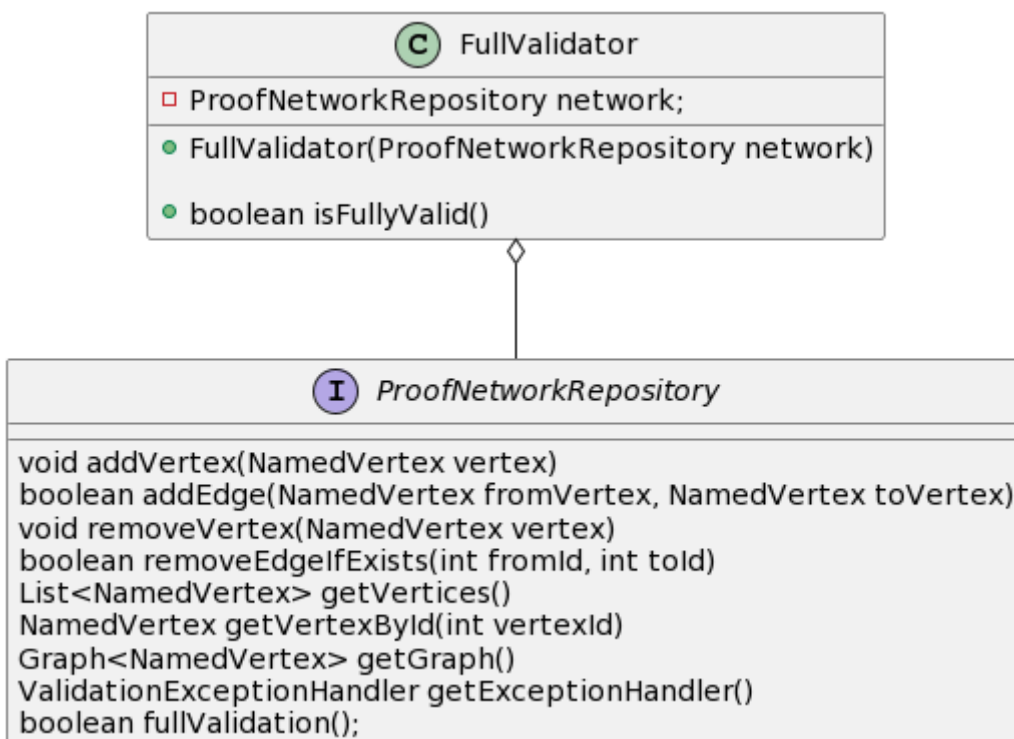 C FullValidator
ProofNetworkRepository network;
FullValidator(ProofNetworkRepository network)
boolean isFullyValid()
I ProofNetworkRepository
void addVertex(NamedVertex vertex)
boolean addEdge(NamedVertex fromVertex, NamedVertex toVertex)
void removeVertex(NamedVertex vertex)
boolean removeEdgeIfExists(int fromId, int toId)
List<NamedVertex> getVertices()
NamedVertex getVertexById(int vertexId)
Graph<NamedVertex> getGraph()
ValidationExceptionHandler getExceptionHandler()
boolean fullValidation();